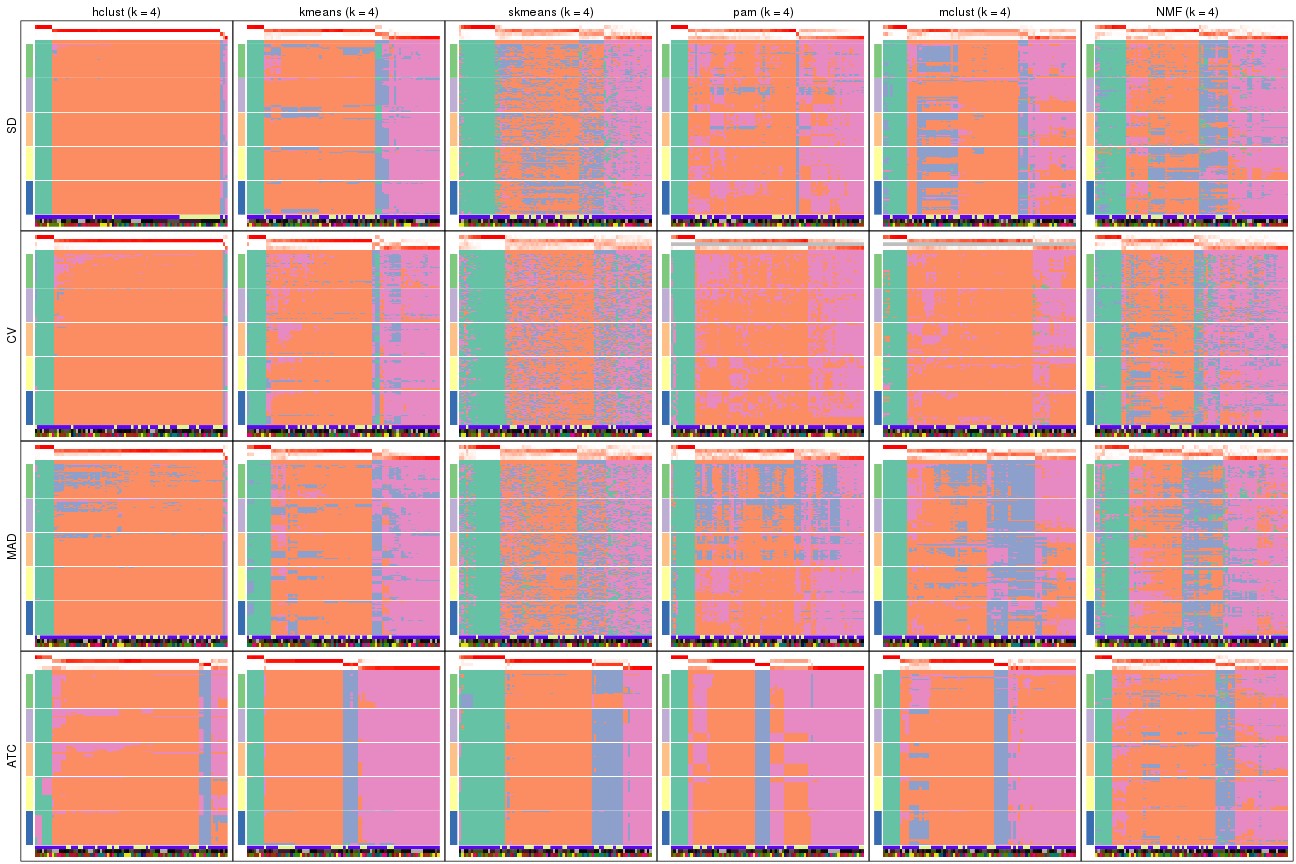 hclust (k = 4) kmeans (k = 4) skmeans (k = 4) pam (k = 4) mclust (k = 4) NMF (k = 4)
SD
CV
MAD
ATC